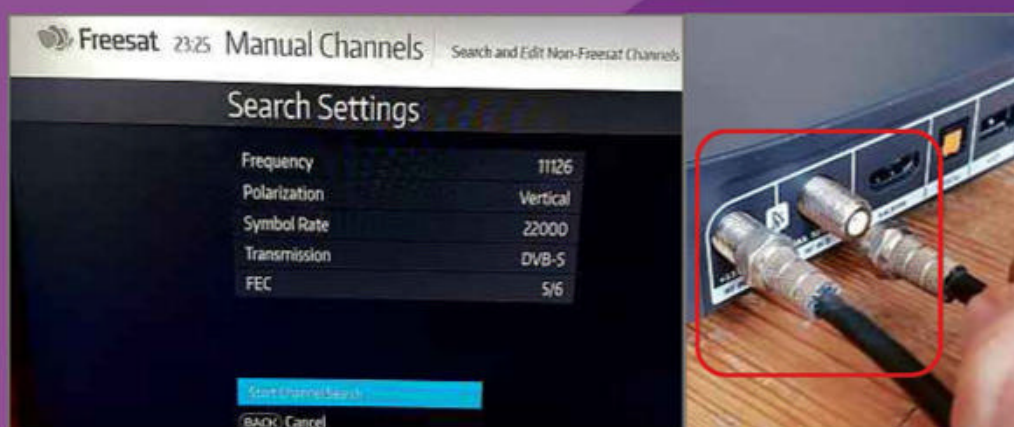 Freesat 23:25 Manual Channels Search and Edit Non-Freesat Channels
Search Settings
Frequency 11126
Polarization Vertical
Symbol Rate 22000
Transmission DVB-S
FEC 5/6
Start Channel Search
BACK Cancel